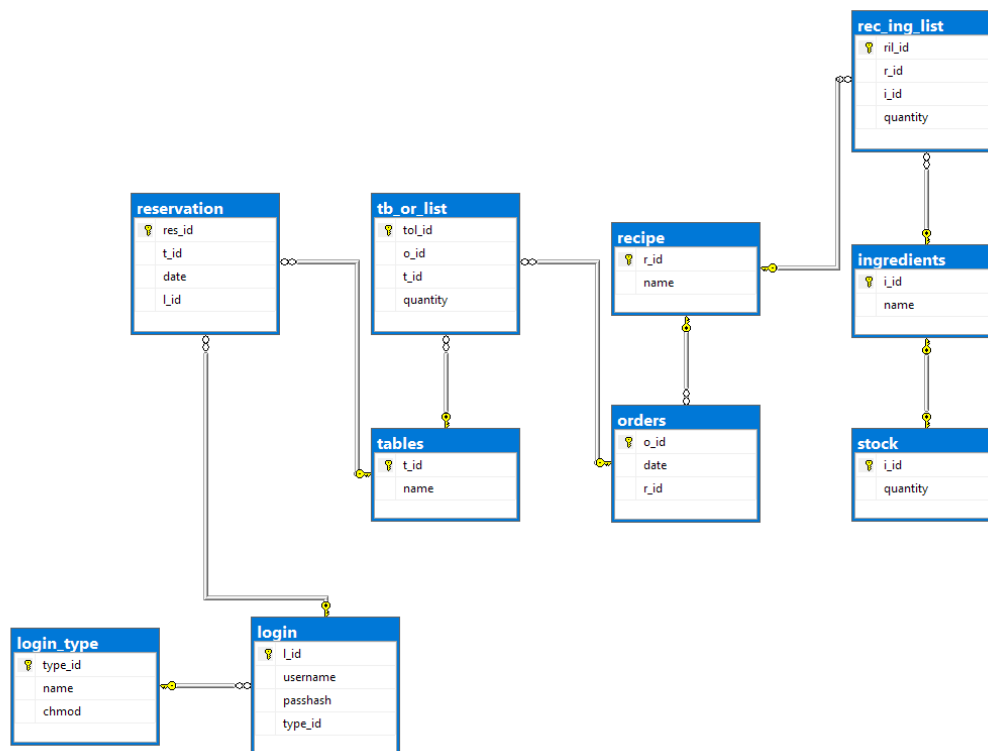 rec_ing_list
ril_id
r_id
i_id
quantity
reservation
res_id
t_id
date
l_id
tb_or_list
tol_id
o_id
t_id
quantity
recipe
r_id
name
ingredients
i_id
name
tables
t_id
name
orders
o_id
date
r_id
stock
i_id
quantity
login_type
type_id
name
chmod
login
l_id
username
passhash
type_id